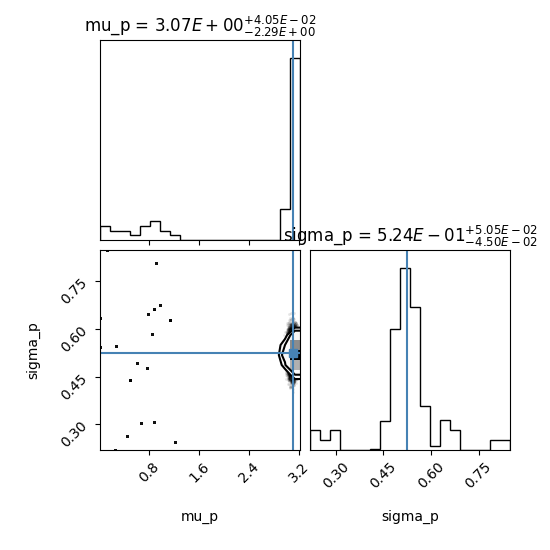 mu_p = 3.07E + 00+4.05E−02 −2.29E+00
sigma_p = 5.24E − 01+5.05E−02 −4.50E−02
0.75
0.60
0.45
0.30
sigma_p
0.8 1.6 2.4 3.2
0.30 0.45 0.60 0.75
mu_p sigma_p